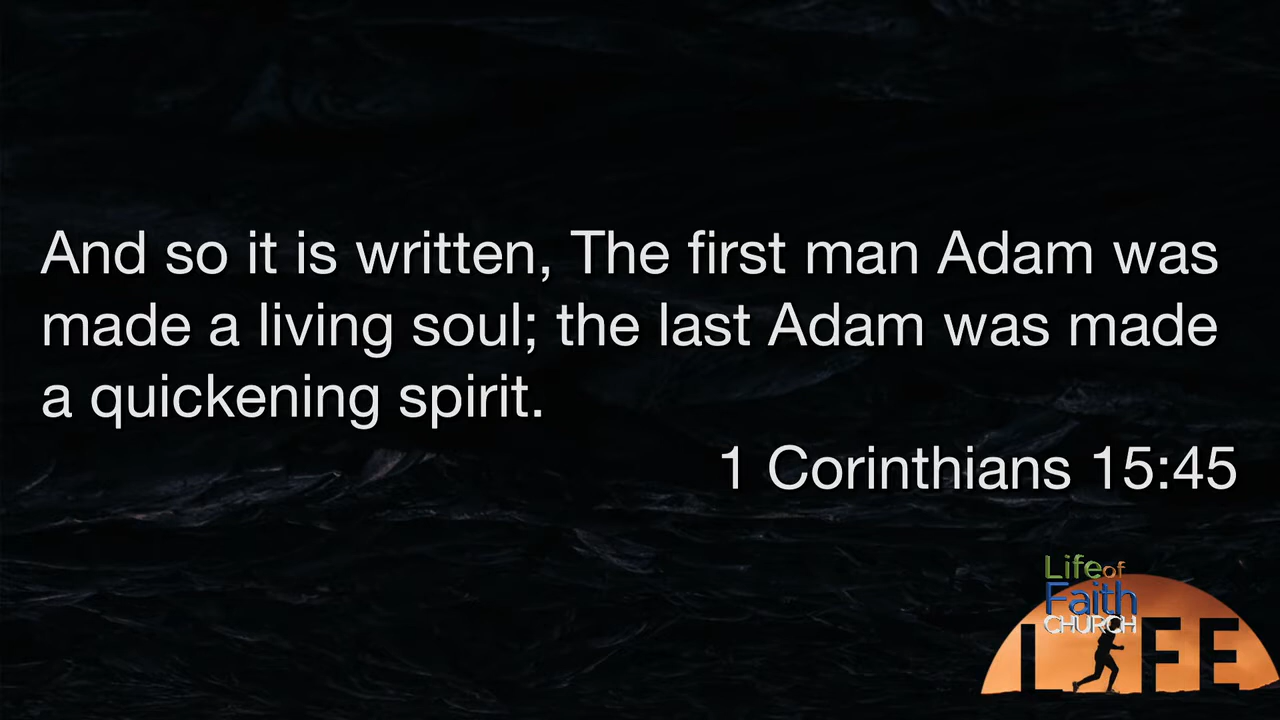 And so it is written, The first man Adam was
made a living soul; the last Adam was made
a quickening spirit.
1 Corinthians 15:45
Life of
Faith
CHURCH
LIFE